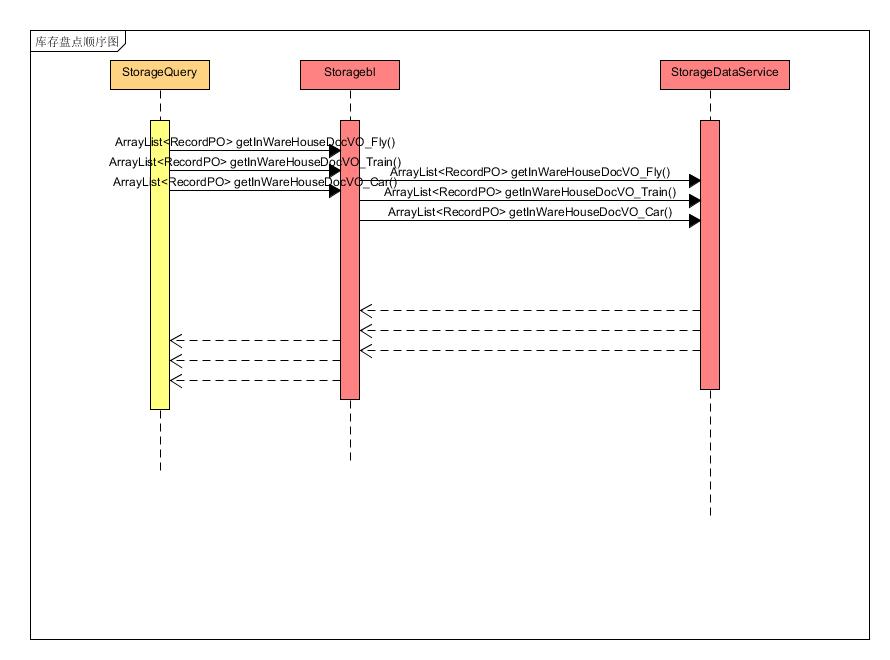 库存盘点顺序图
StorageQuery
Storagebl
StorageDataService
ArrayList<RecordPO> getInWareHouseDocVO_Fly()
ArrayList<RecordPO> getInWareHouseDocVO_Train()
ArrayList<RecordPO> getInWareHouseDocVO_Car()
ArrayList<RecordPO> getInWareHouseDocVO_Fly()
ArrayList<RecordPO> getInWareHouseDocVO_Train()
ArrayList<RecordPO> getInWareHouseDocVO_Car()